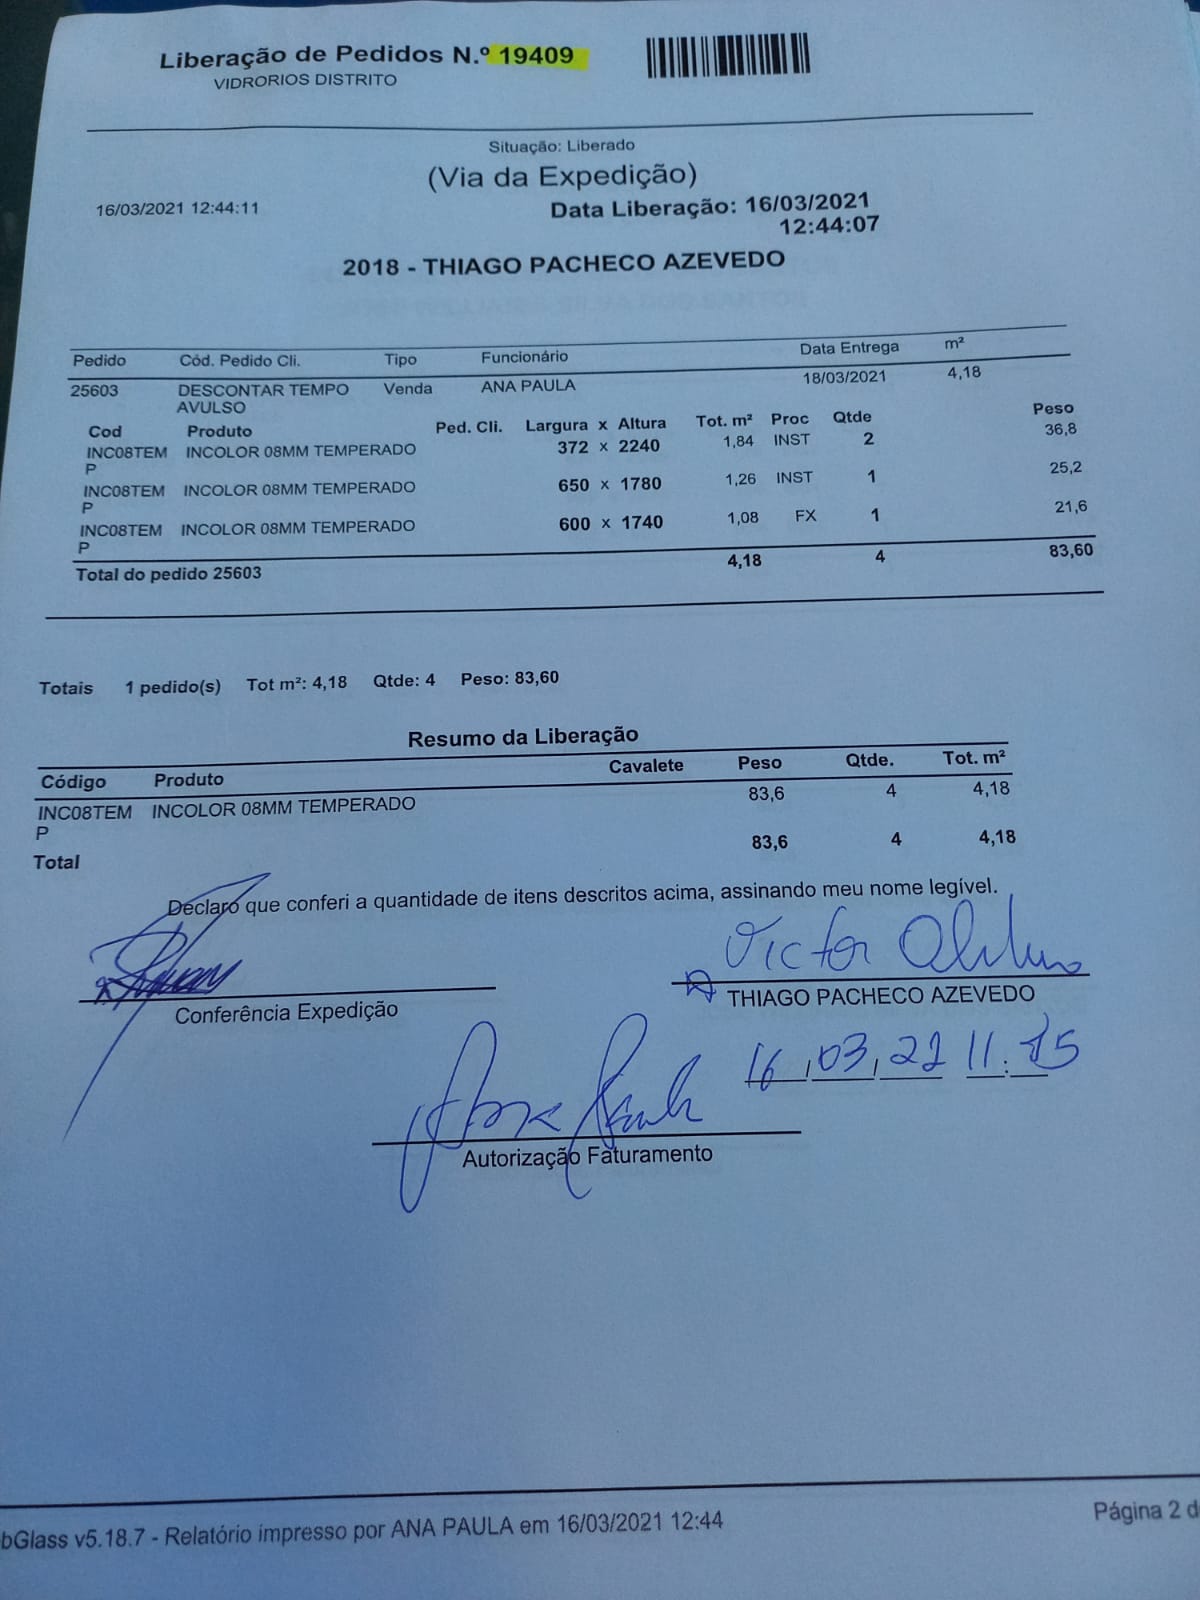 Liberação de Pedidos N.º 19409
VIDRORIOS DISTRITO
Situação: Liberado
(Via da Expedição)
16/03/2021 12:44:11
Data Liberação: 16/03/2021
12:44:07
2018 - THIAGO PACHECO AZEVEDO
Pedido Cód. Pedido Cli. Tipo Funcionário Data Entrega m²
25603 DESCONTAR TEMPO Venda ANA PAULA 18/03/2021 4,18
AVULSO
Cod Produto Ped. Cli. Largura x Altura Tot. m² Proc Qtde Peso
INC08TEM INCOLOR 08MM TEMPERADO 372 x 2240 1,84 INST 2 36,8
P
INC08TEM INCOLOR 08MM TEMPERADO 650 x 1780 1,26 INST 1 25,2
P
INC08TEM INCOLOR 08MM TEMPERADO 600 x 1740 1,08 FX 1 21,6
P
Total do pedido 25603 4,18 4 83,60
Totais 1 pedido(s) Tot m²: 4,18 Qtde: 4 Peso: 83,60
Resumo da Liberação
Código Produto Cavalete Peso Qtde. Tot. m²
INC08TEM INCOLOR 08MM TEMPERADO 83,6 4 4,18
P
Total 83,6 4 4,18
Declaro que conferi a quantidade de itens descritos acima, assinando meu nome legível.
Victor
Conferência Expedição
THIAGO PACHECO AZEVEDO
16/03/21 11:15
Ana Paula
Autorização Faturamento
bGlass v5.18.7 - Relatório impresso por ANA PAULA em 16/03/2021 12:44
Página 2 d